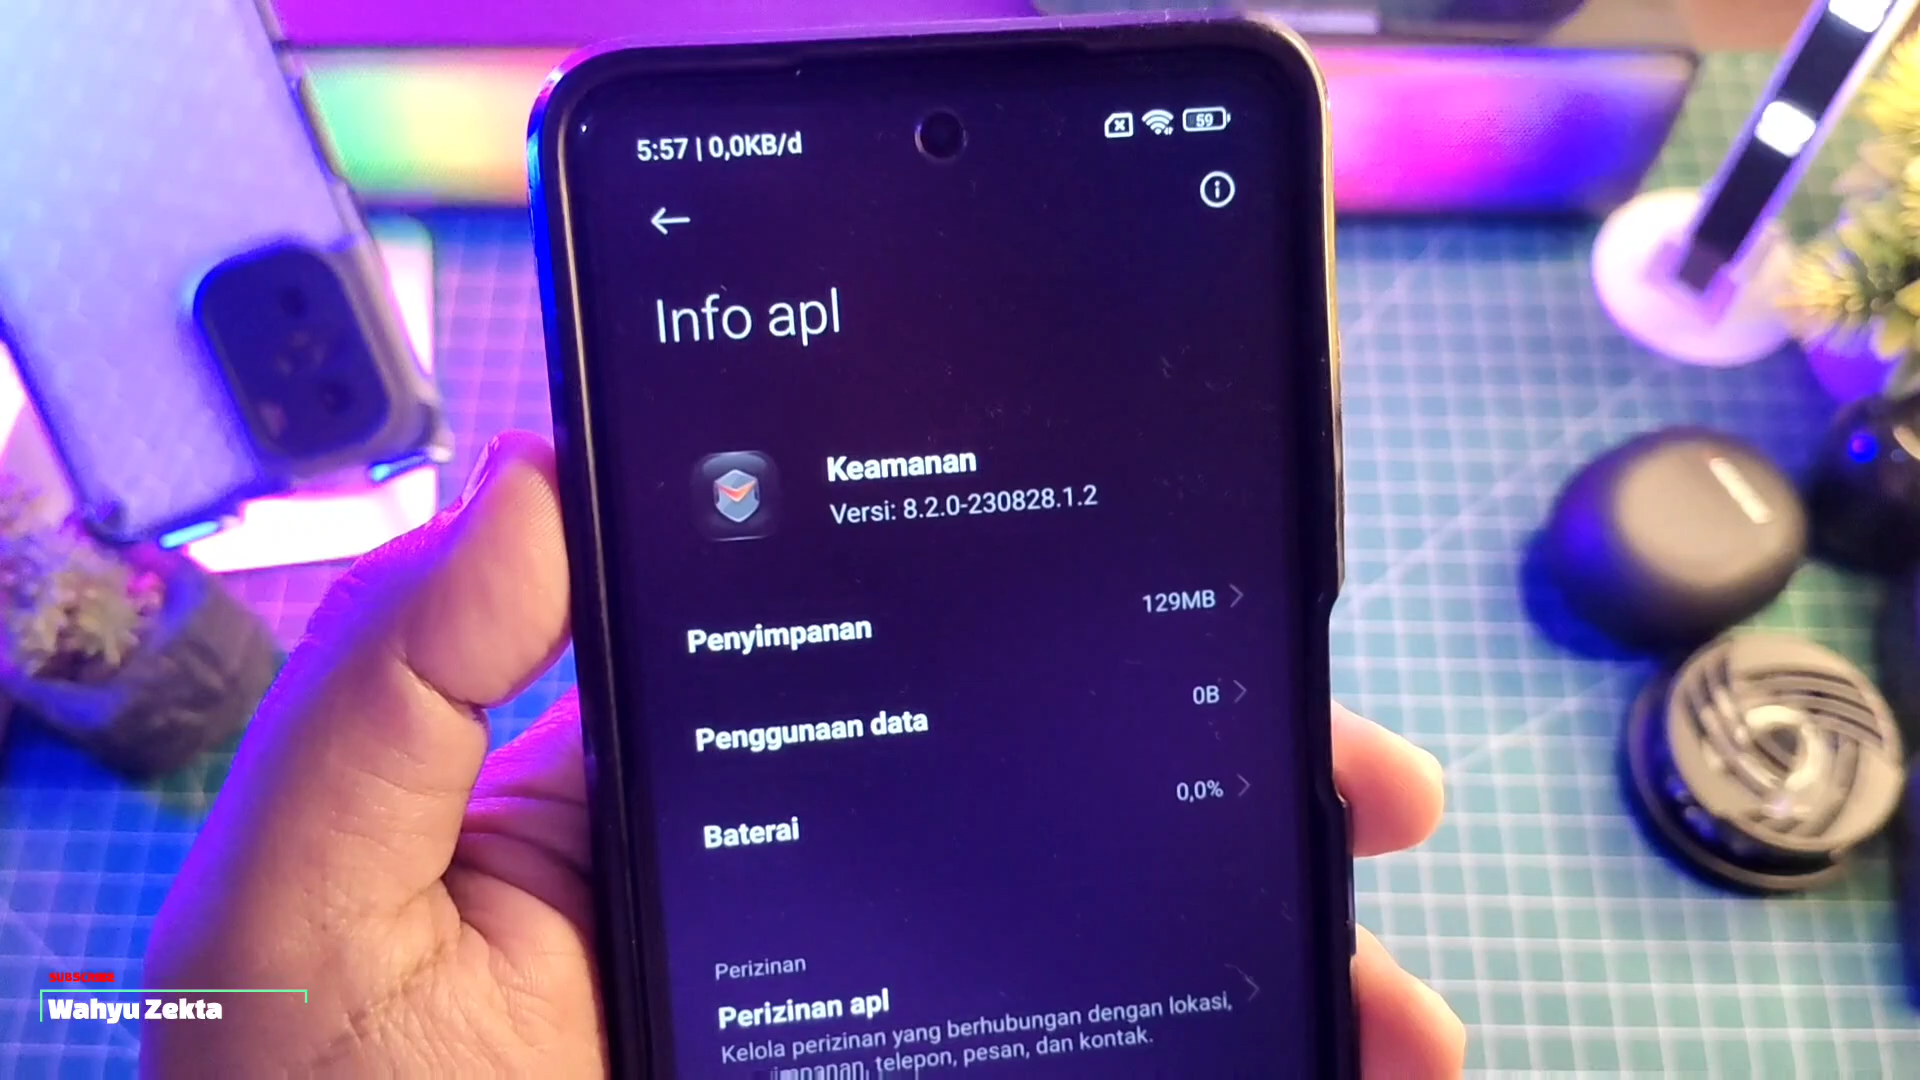 5:57 | 0,0KB/d
59
Info apl
Keamanan
Versi: 8.2.0-230828.1.2
Penyimpanan
129MB
Penggunaan data
0B
Baterai
0,0%
Perizinan
Perizinan apl
Kelola perizinan yang berhubungan dengan lokasi,
telepon, pesan, dan kontak.
SUBSCRIBE
Wahyu Zekta